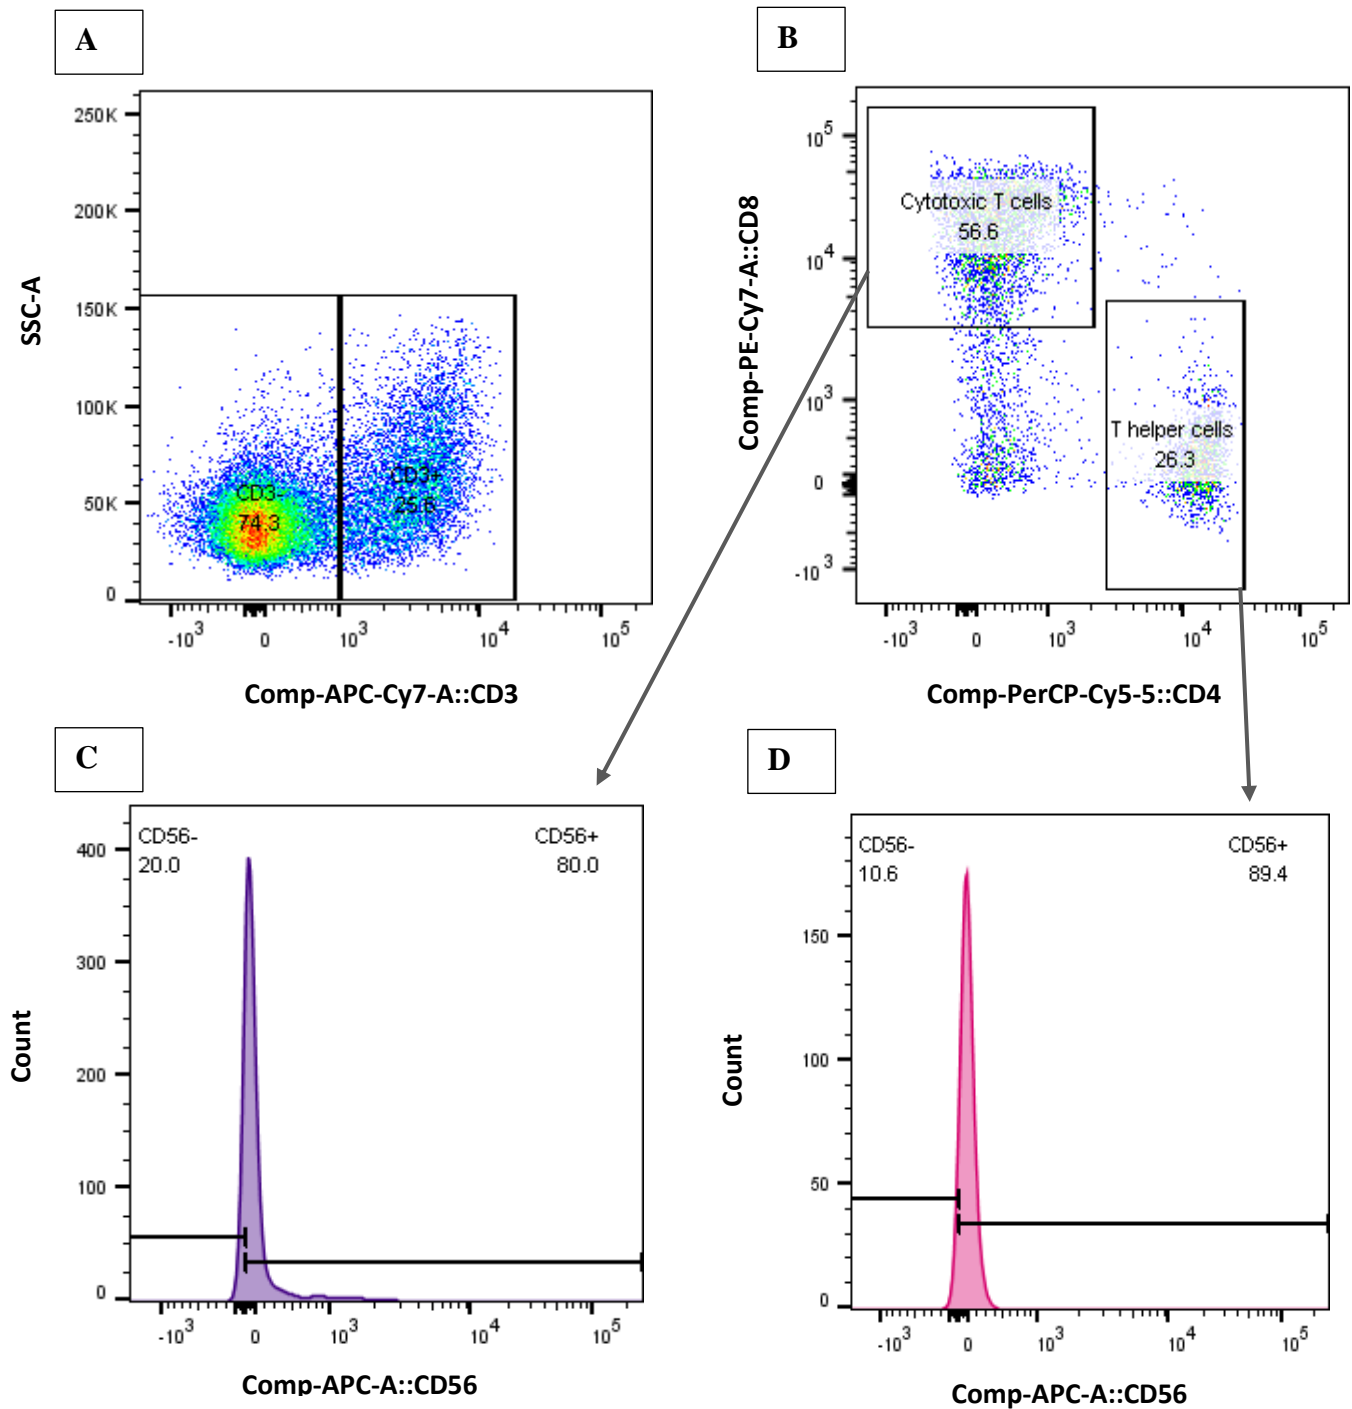 A
250K
200K
150K
100K
50K
0
SSC-A
CD3-
74.3
CD3+
25.6
-10^3
0
10^3
10^4
10^5
Comp-APC-Cy7-A::CD3
B
10^5
10^4
10^3
0
-10^3
Comp-PE-Cy7-A::CD8
Cytotoxic T cells
56.6
T helper cells
26.3
-10^3
0
10^3
10^4
10^5
Comp-PerCP-Cy5-5::CD4
C
CD56-
20.0
CD56+
80.0
400
300
200
100
0
Count
-10^3
0
10^3
10^4
10^5
Comp-APC-A::CD56
D
CD56-
10.6
CD56+
89.4
150
100
50
0
Count
-10^3
0
10^3
10^4
10^5
Comp-APC-A::CD56